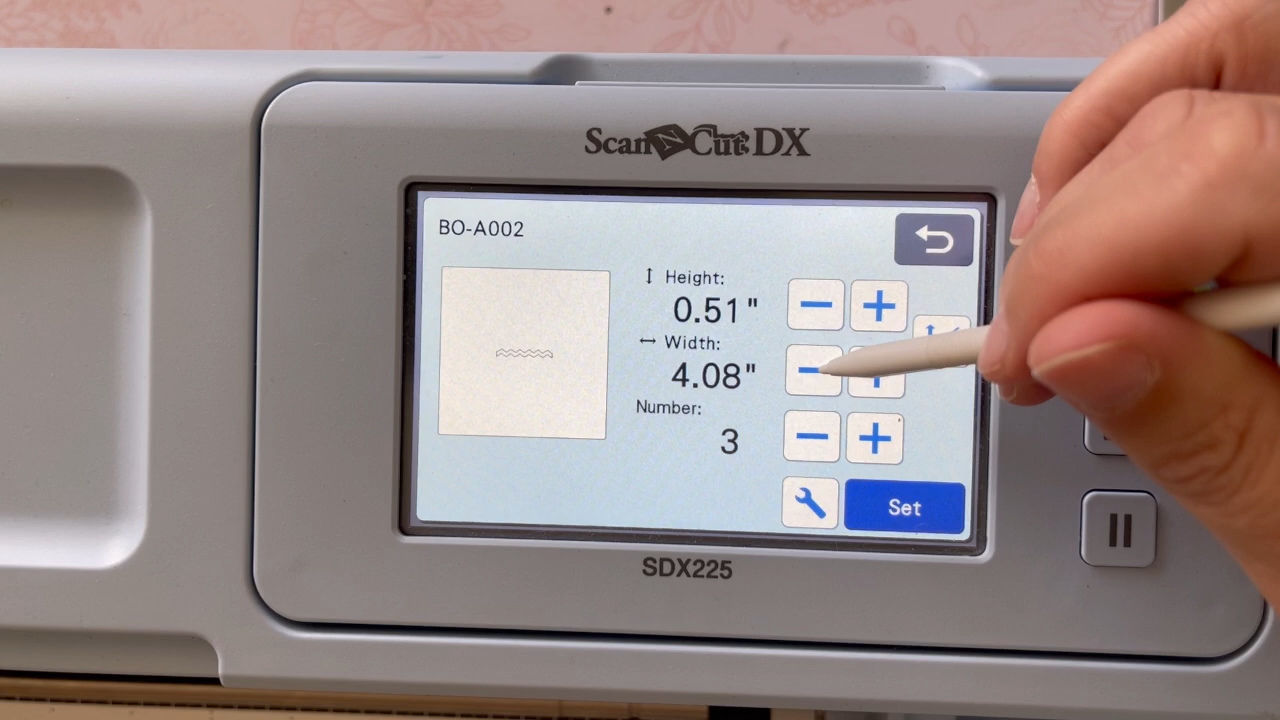 ScanNCut DX
BO-A002
Height:
0.51"
Width:
4.08"
Number:
3
Set
SDX225